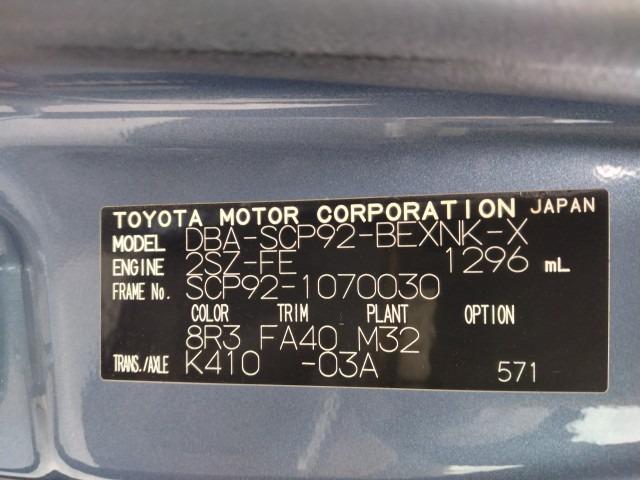 TOYOTA MOTOR CORPORATION JAPAN
MODEL DBA-SCP92-BEXNK-X
ENGINE 2SZ-FE 1296 mL
FRAME No. SCP92-1070030
COLOR TRIM PLANT OPTION
8R3 FA40 M32
TRANS./AXLE K410 -03A 571